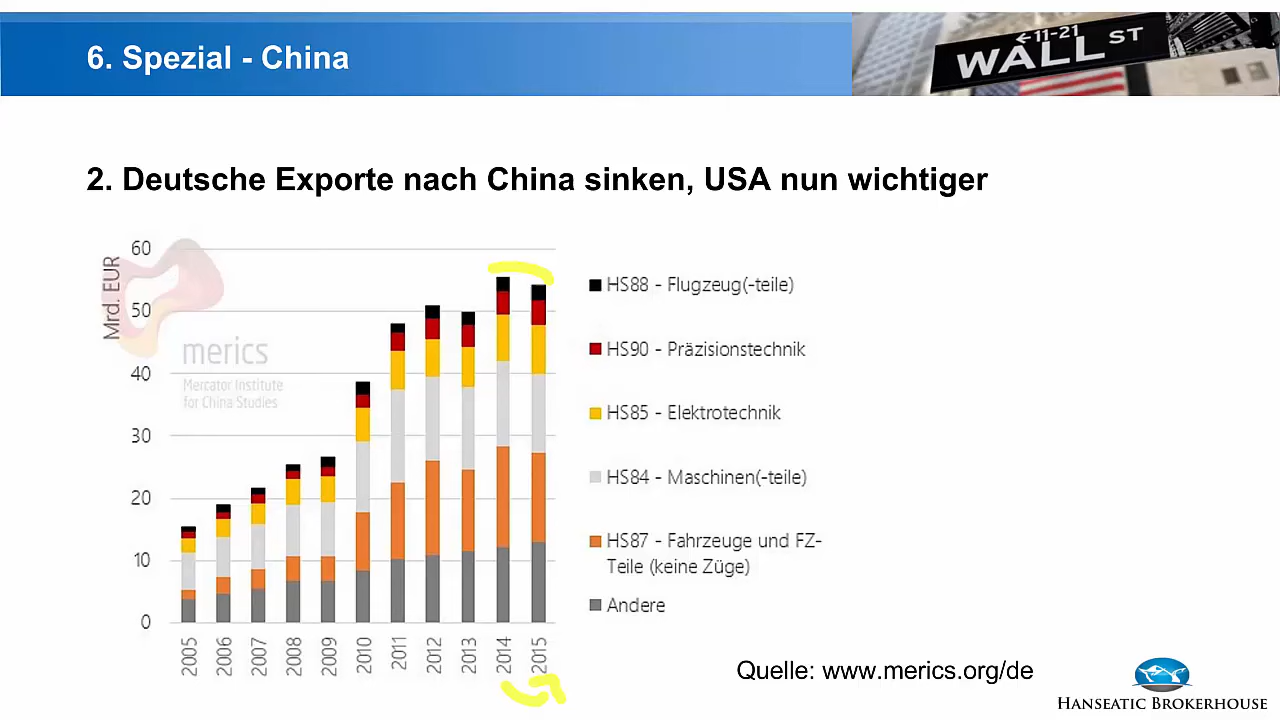 6. Spezial - China
←11-21
WALL ST
2. Deutsche Exporte nach China sinken, USA nun wichtiger
Mrd. EUR
60
50
40
30
20
10
0
merics
Mercator Institute
for China Studies
2005 2006 2007 2008 2009 2010 2011 2012 2013 2014 2015
HS88 - Flugzeug(-teile)
HS90 - Präzisionstechnik
HS85 - Elektrotechnik
HS84 - Maschinen(-teile)
HS87 - Fahrzeuge und FZ-
Teile (keine Züge)
Andere
Quelle: www.merics.org/de
HANSEATIC BROKERHOUSE